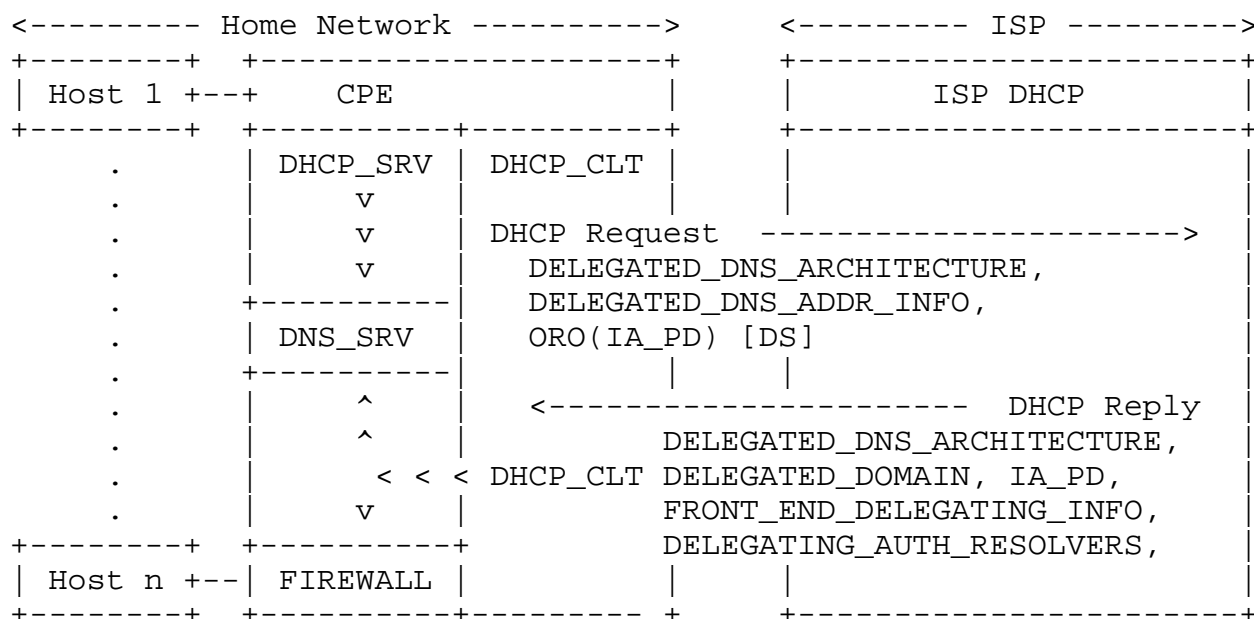 <--------- Home Network ---------->     <--------- ISP --------->
+--------+  +---------------------+     +----------------------+
| Host 1 +--+    CPE              |     |      ISP DHCP        |
+--------+  +----------+----------+     +----------------------+
     .      | DHCP_SRV | DHCP_CLT |     |                      |
     .      |    v     |          |     |                      |
     .      |    v     | DHCP Request  ---------------------> |
     .      |    v     |   DELEGATED_DNS_ARCHITECTURE,         |
     .      +----------|   DELEGATED_DNS_ADDR_INFO,            |
     .      | DNS_SRV  |   ORO(IA_PD) [DS]                     |
     .      +----------|          |     |                      |
     .      |    ^     |   <---------------------  DHCP Reply |
     .      |    ^     |         DELEGATED_DNS_ARCHITECTURE,   |
     .      |     < < < DHCP_CLT DELEGATED_DOMAIN, IA_PD,      |
     .      |    v     |         FRONT_END_DELEGATING_INFO,    |
+--------+  +----------+         DELEGATING_AUTH_RESOLVERS,    |
| Host n +--| FIREWALL |          |     |                      |
+--------+  +----------+--------- +     +----------------------+